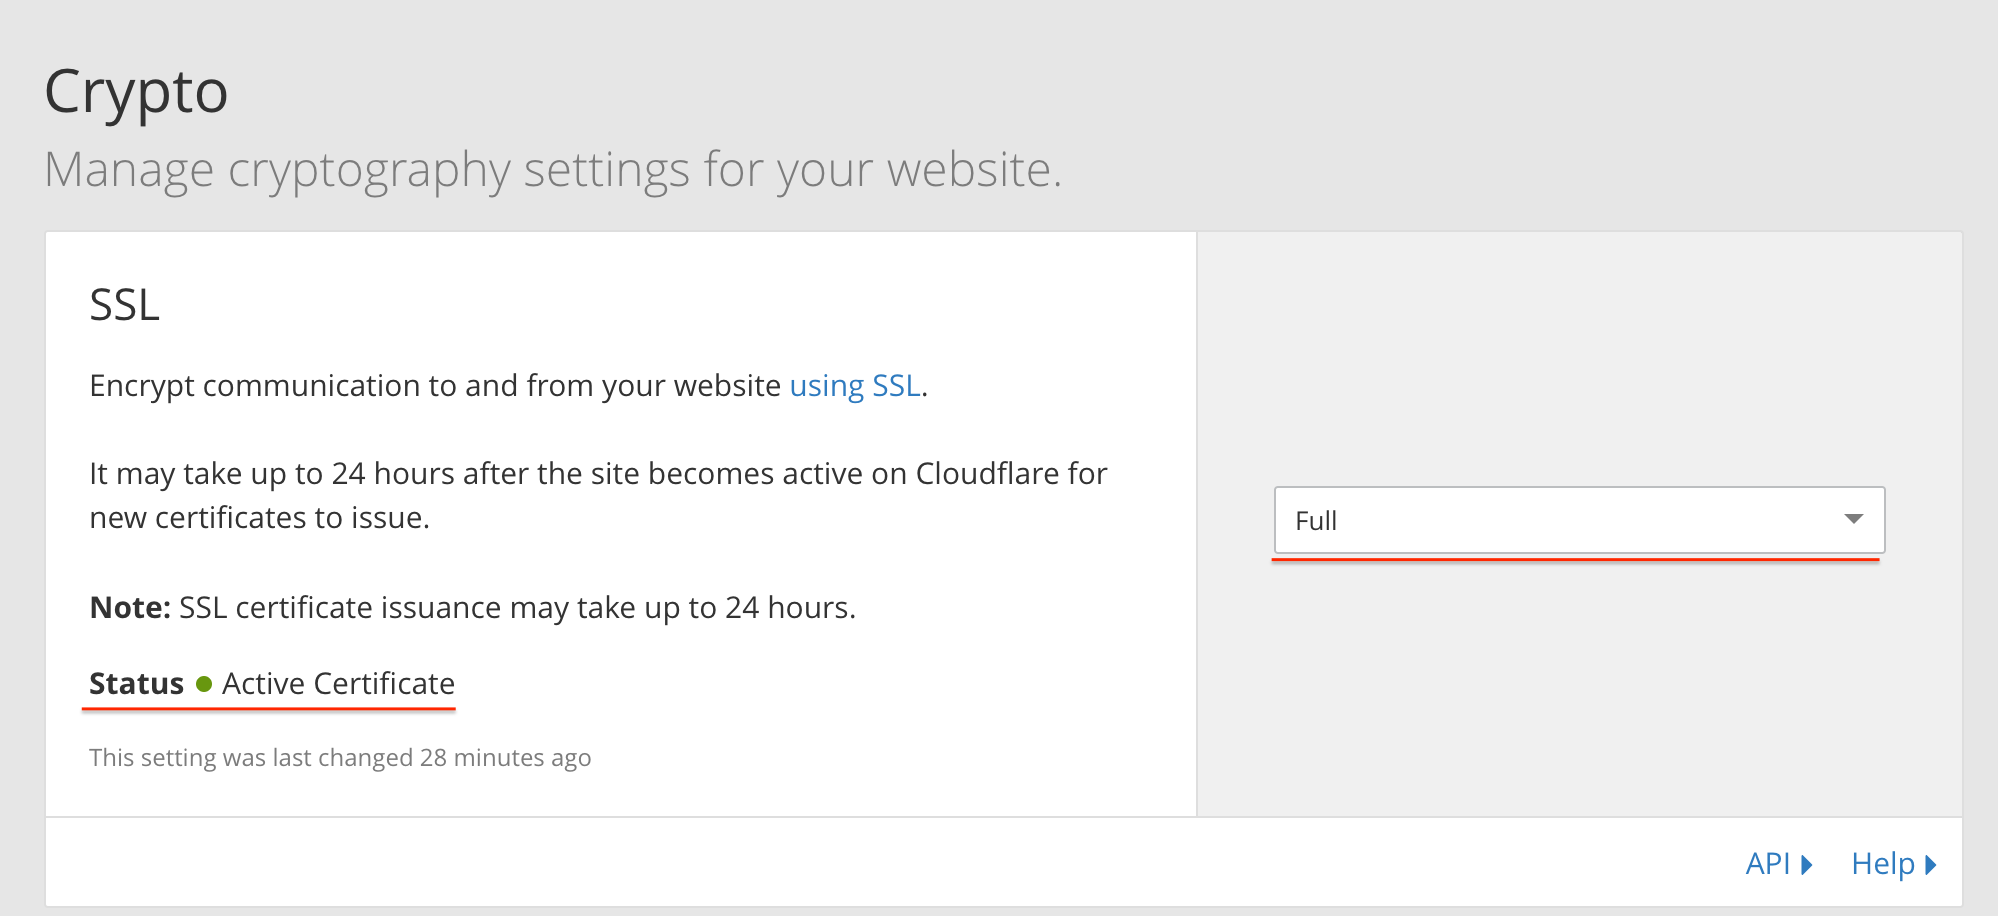 Crypto
Manage cryptography settings for your website.
SSL
Encrypt communication to and from your website using SSL.
It may take up to 24 hours after the site becomes active on Cloudflare for
new certificates to issue.
Note: SSL certificate issuance may take up to 24 hours.
Status ● Active Certificate
This setting was last changed 28 minutes ago
Full
API
Help